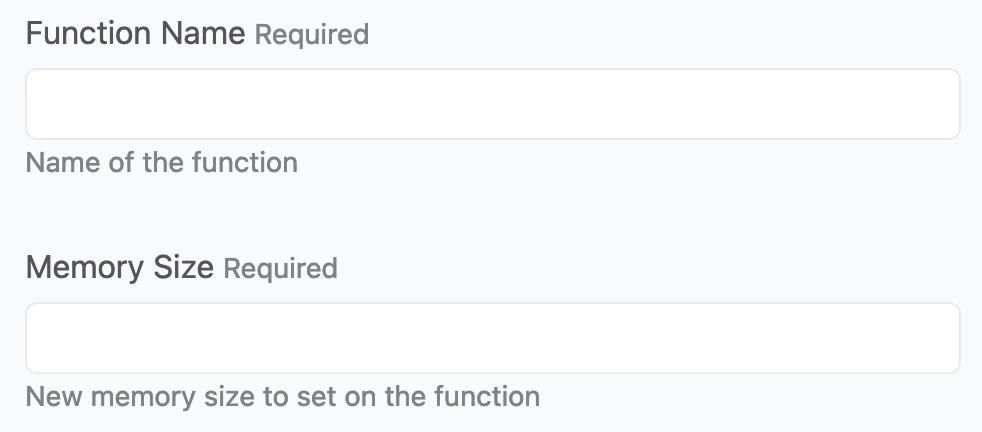 Function Name Required
Name of the function
Memory Size Required
New memory size to set on the function